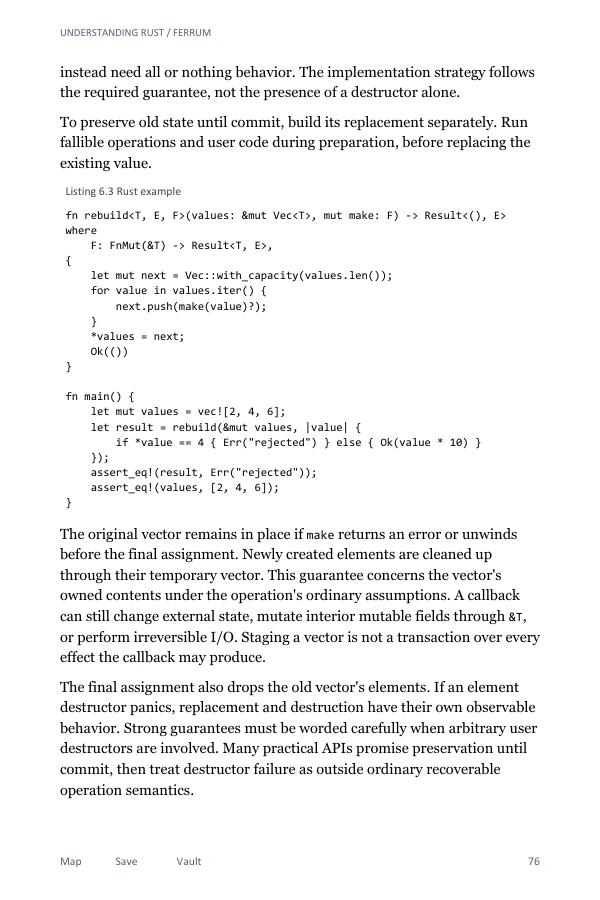 UNDERSTANDING RUST / FERRUM
instead need all or nothing behavior. The implementation strategy follows
the required guarantee, not the presence of a destructor alone.
To preserve old state until commit, build its replacement separately. Run
fallible operations and user code during preparation, before replacing the
existing value.
Listing 6.3 Rust example
fn rebuild<T, E, F>(values: &mut Vec<T>, mut make: F) -> Result<(), E>
where
    F: FnMut(&T) -> Result<T, E>,
{
    let mut next = Vec::with_capacity(values.len());
    for value in values.iter() {
        next.push(make(value)?);
    }
    *values = next;
    Ok(())
}
fn main() {
    let mut values = vec![2, 4, 6];
    let result = rebuild(&mut values, |value| {
        if *value == 4 { Err("rejected") } else { Ok(value * 10) }
    });
    assert_eq!(result, Err("rejected"));
    assert_eq!(values, [2, 4, 6]);
}
The original vector remains in place if make returns an error or unwinds
before the final assignment. Newly created elements are cleaned up
through their temporary vector. This guarantee concerns the vector's
owned contents under the operation's ordinary assumptions. A callback
can still change external state, mutate interior mutable fields through &T,
or perform irreversible I/O. Staging a vector is not a transaction over every
effect the callback may produce.
The final assignment also drops the old vector's elements. If an element
destructor panics, replacement and destruction have their own observable
behavior. Strong guarantees must be worded carefully when arbitrary user
destructors are involved. Many practical APIs promise preservation until
commit, then treat destructor failure as outside ordinary recoverable
operation semantics.
Map Save Vault 76